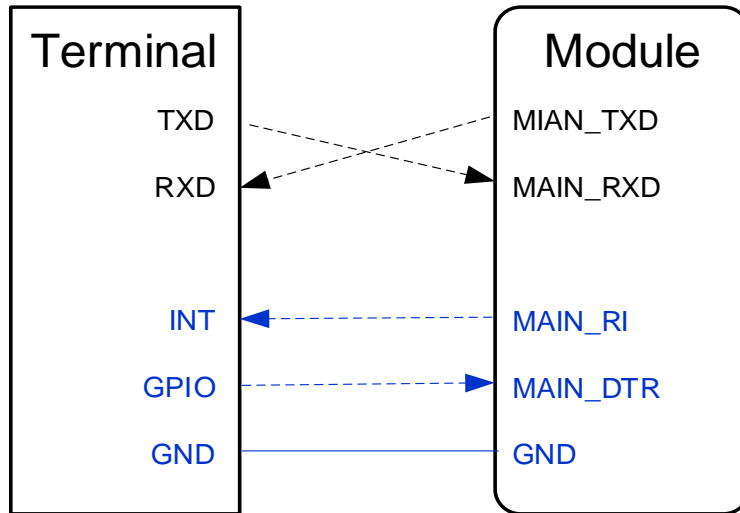 Terminal
Module
TXD
MIAN_TXD
RXD
MAIN_RXD
INT
MAIN_RI
GPIO
MAIN_DTR
GND
GND